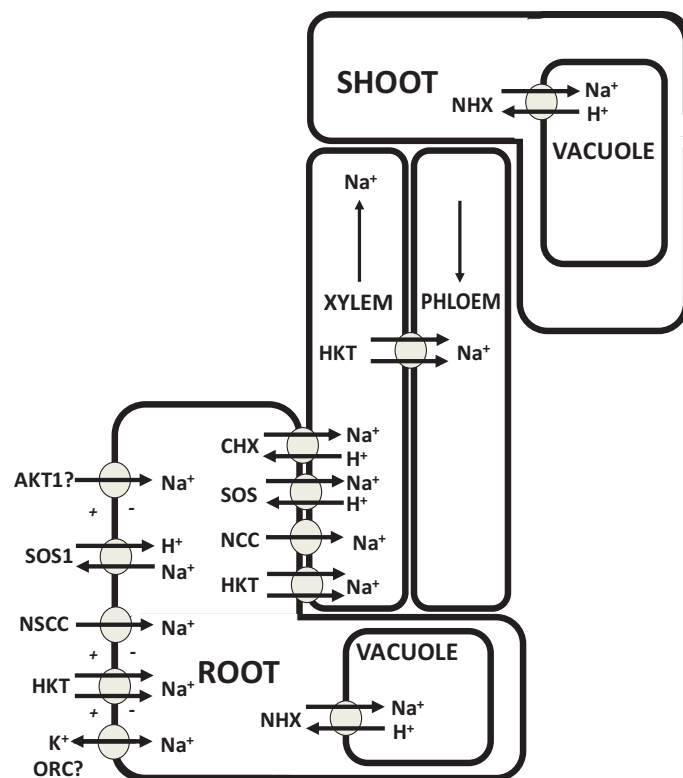 SHOOT
NHX
Na⁺
H⁺
VACUOLE
Na⁺
XYLEM
PHLOEM
HKT
Na⁺
CHX
Na⁺
H⁺
SOS
Na⁺
H⁺
NCC
Na⁺
HKT
Na⁺
AKT1?
Na⁺
+ -
SOS1
H⁺
Na⁺
NSCC
Na⁺
+ -
HKT
Na⁺
+ -
K⁺
Na⁺
ORC?
ROOT
VACUOLE
NHX
Na⁺
H⁺